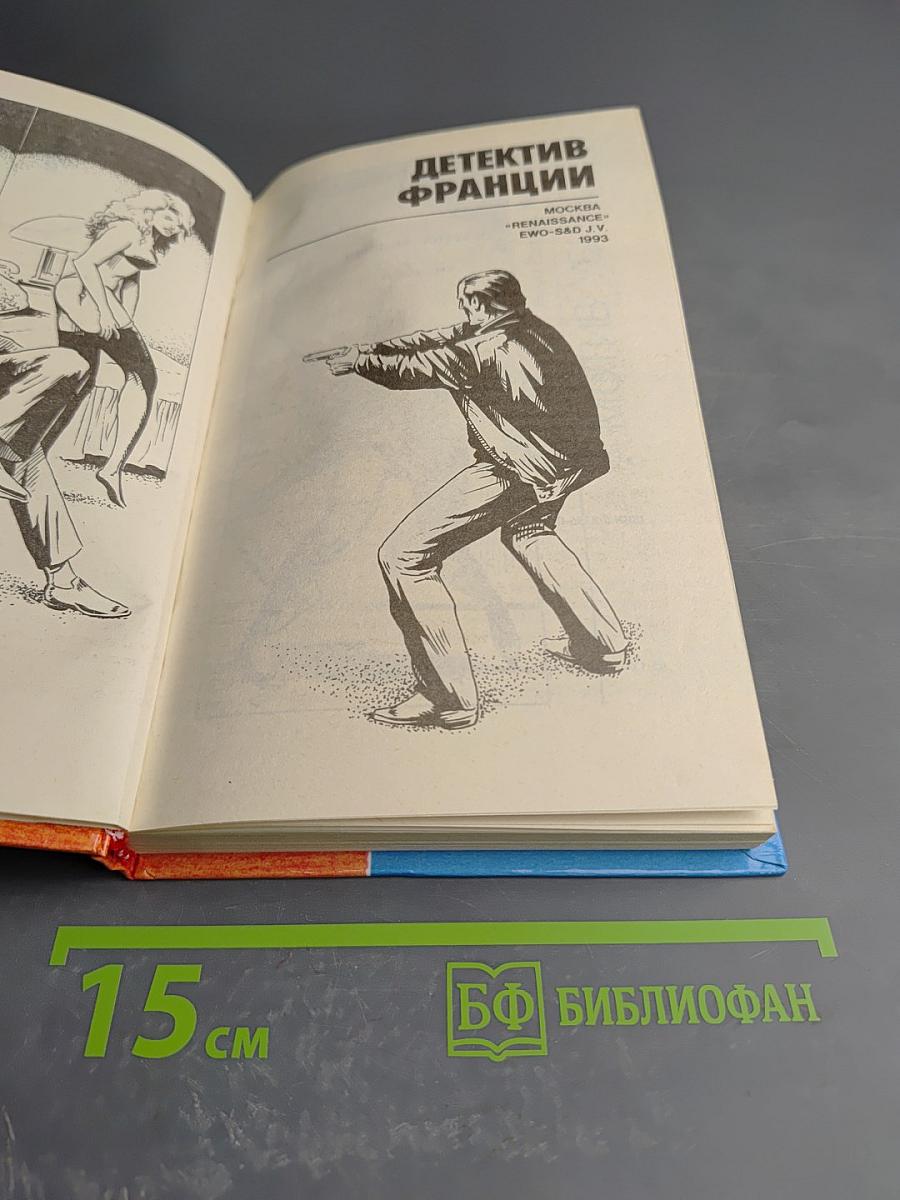 ДЕТЕКТИВ
ФРАНЦИИ
МОСКВА
«RENAISSANCE»
EWO-S&D J.V.
1993
15 см
БФ БИБЛИОФАН